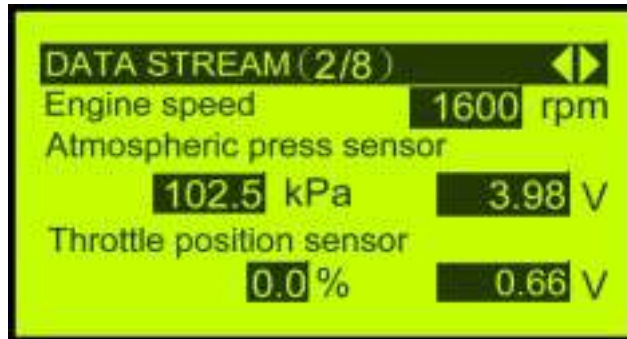 DATA STREAM(2/8)
Engine speed 1600 rpm
Atmospheric press sensor
102.5 kPa 3.98 V
Throttle position sensor
0.0 % 0.66 V